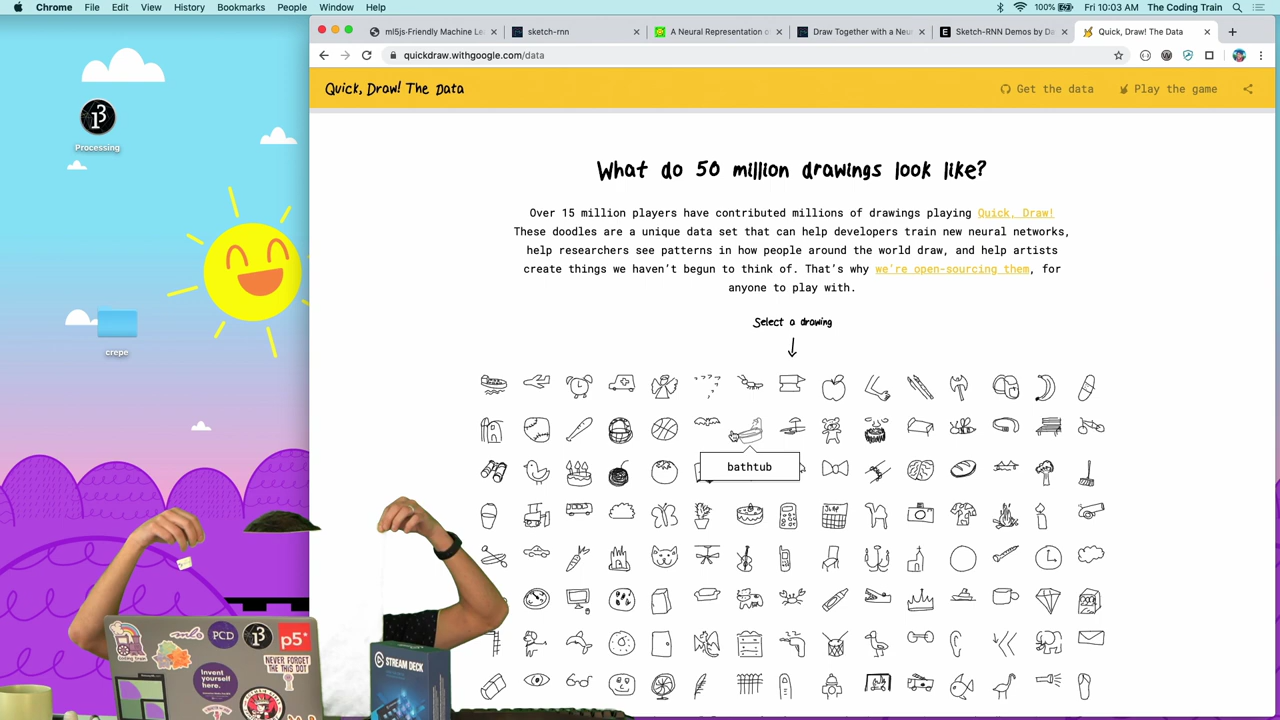 Chrome File Edit View History Bookmarks People Window Help
100% Fri 10:03 AM The Coding Train
ml5js-Friendly Machine Le
sketch-rnn
A Neural Representation o
Draw Together with a Neu
Sketch-RNN Demos by Da
Quick, Draw! The Data
quickdraw.withgoogle.com/data
Quick, Draw! The Data
Get the data
Play the game
What do 50 million drawings look like?
Over 15 million players have contributed millions of drawings playing Quick, Draw!
These doodles are a unique data set that can help developers train new neural networks,
help researchers see patterns in how people around the world draw, and help artists
create things we haven't begun to think of. That's why we're open-sourcing them, for
anyone to play with.
Select a drawing
bathtub
Processing
crepe
PCD
p5*
NEVER FORGET
THE THIS DOT
Invent
yourself
here.
STREAM DECK